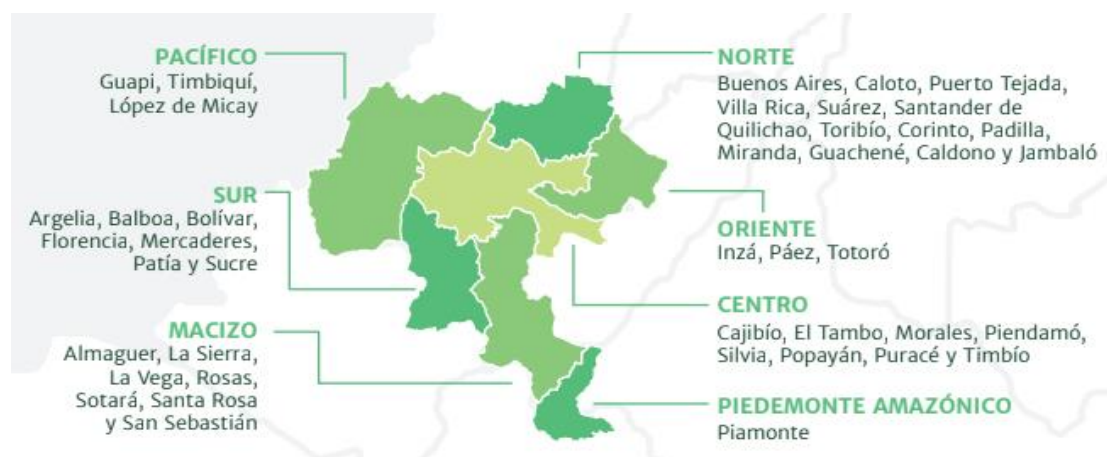 PACÍFICO
Guapi, Timbiquí,
López de Micay
SUR
Argelia, Balboa, Bolívar,
Florencia, Mercaderes,
Patía y Sucre
MACIZO
Almaguer, La Sierra,
La Vega, Rosas,
Sotará, Santa Rosa
y San Sebastián
NORTE
Buenos Aires, Caloto, Puerto Tejada,
Villa Rica, Suárez, Santander de
Quilichao, Toribío, Corinto, Padilla,
Miranda, Guachené, Caldono y Jambaló
ORIENTE
Inzá, Páez, Totoró
CENTRO
Cajibío, El Tambo, Morales, Piendamó,
Silvia, Popayán, Puracé y Timbío
PIEDEMONTE AMAZÓNICO
Piamonte